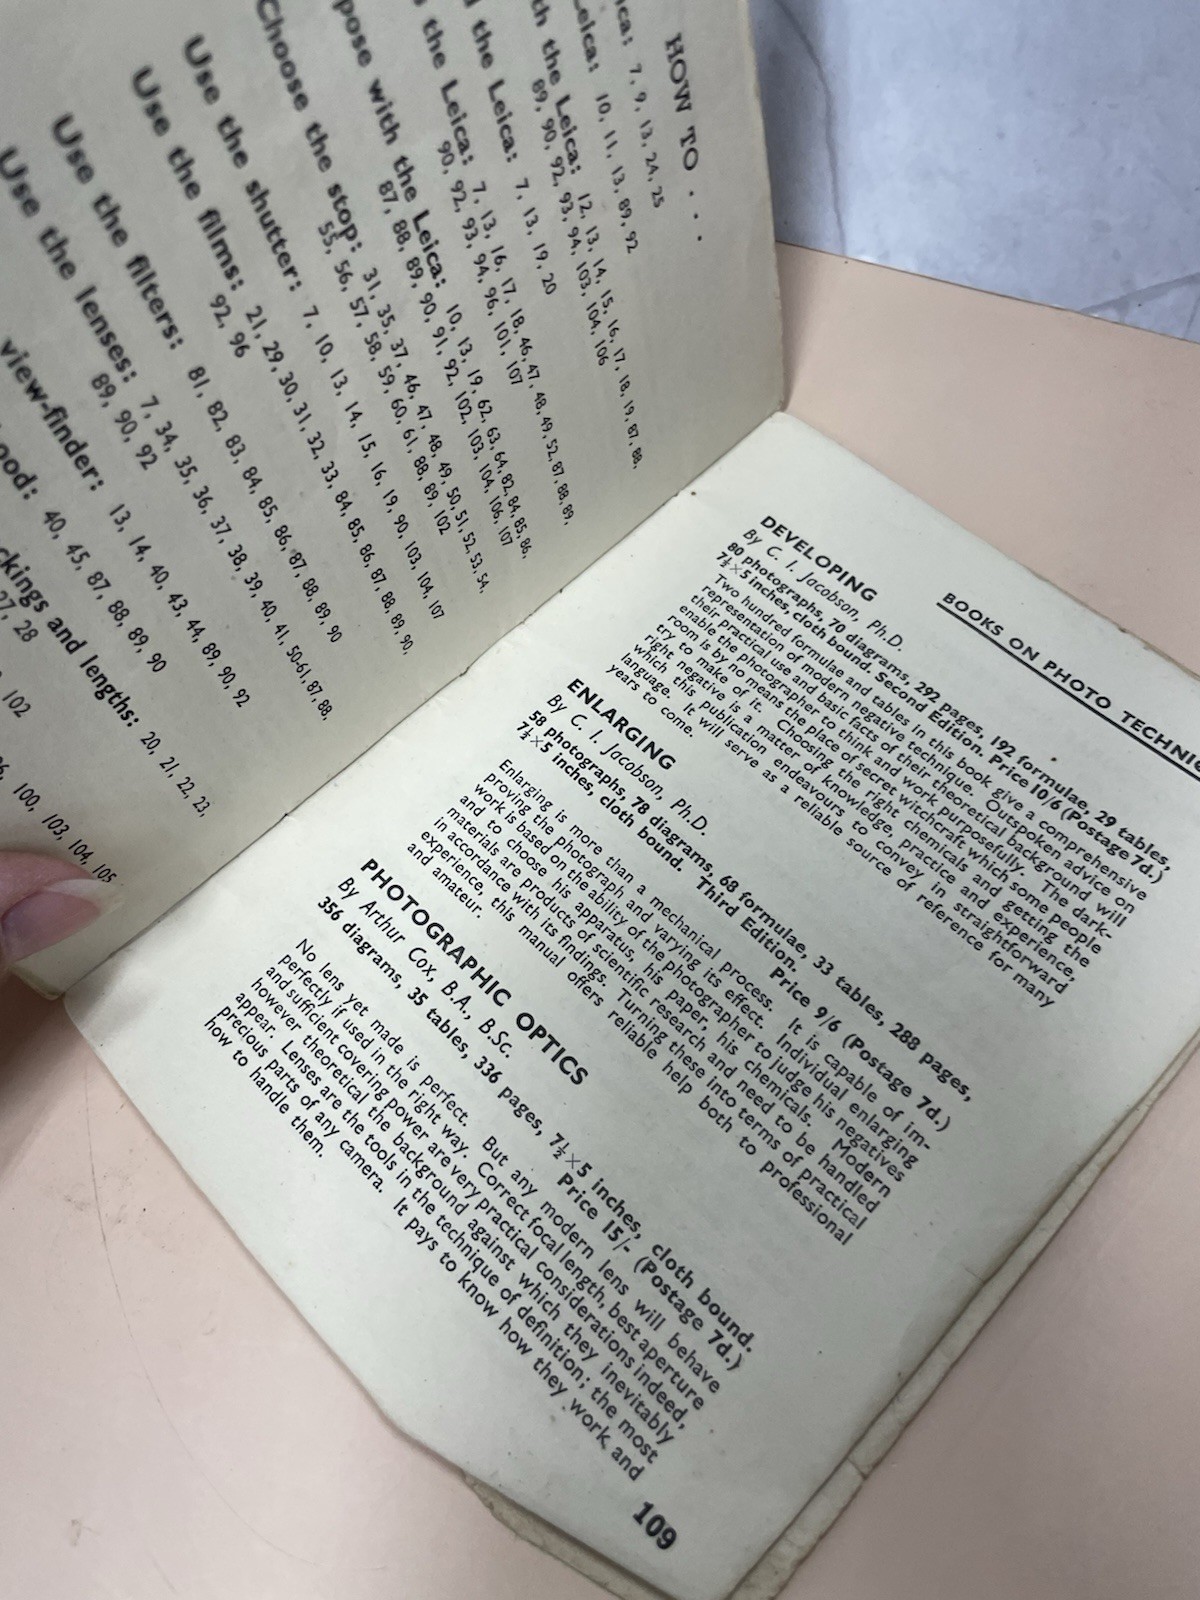 HOW TO . . .
7, 9, 13, 24, 25
Leica: 10, 11, 13, 89, 92
the Leica: 12, 13, 14, 15, 16, 17, 18, 19, 87, 88,
89, 90, 92, 93, 94, 103, 104, 106
the Leica: 7, 13, 19, 20
the Leica: 7, 13, 16, 17, 18, 46, 47, 48, 49, 52, 87, 88, 89,
90, 92, 93, 94, 96, 101, 107
pose with the Leica: 10, 13, 19, 62, 63, 64, 82, 84, 85, 86,
87, 88, 89, 90, 91, 92, 102, 103, 104, 106, 107
Choose the stop: 31, 35, 37, 46, 47, 48, 49, 50, 51, 52, 53, 54,
55, 56, 57, 58, 59, 60, 61, 88, 89, 102
Use the shutter: 7, 10, 13, 14, 15, 16, 19, 90, 103, 104, 107
Use the films: 21, 29, 30, 31, 32, 33, 84, 85, 86, 87, 88, 89, 90,
92, 96
Use the filters: 81, 82, 83, 84, 85, 86, 87, 88, 89, 90
Use the lenses: 7, 34, 35, 36, 37, 38, 39, 40, 41, 50-61, 87, 88,
89, 90, 92
view-finder: 13, 14, 40, 43, 44, 89, 90, 92
ood: 40, 45, 87, 88, 89, 90
ckings and lengths: 20, 21, 22, 23,
27, 28
102
100, 103, 104, 105
BOOKS ON PHOTO TECHNI
DEVELOPING
By C. I. Jacobson, Ph.D.
80 photographs, 70 diagrams, 292 pages, 192 formulae, 29 tables,
7½×5 inches, cloth bound. Second Edition. Price 10/6 (Postage 7d.)
Two hundred formulae and tables in this book give a comprehensive
representation of modern negative technique. Outspoken advice on
their practical use and basic facts of their theoretical background will
enable the photographer to think and work purposefully. The dark-
room is by no means the place of secret witchcraft which some people
try to make of it. Choosing the right chemicals and getting the
right negative is a matter of knowledge, practice and experience,
which this publication endeavours to convey in straightforward
language. It will serve as a reliable source of reference for many
years to come.
ENLARGING
By C. I. Jacobson, Ph.D.
58 photographs, 78 diagrams, 68 formulae, 33 tables, 288 pages,
7½×5 inches, cloth bound. Third Edition. Price 9/6 (Postage 7d.)
Enlarging is more than a mechanical process. It is capable of im-
proving the photograph and varying its effect. Individual enlarging
work is based on the ability of the photographer to judge his negatives
and to choose his apparatus, his paper, his chemicals. Modern
materials are products of scientific research and need to be handled
in accordance with its findings. Turning these into terms of practical
experience, this manual offers reliable help both to professional
and amateur.
PHOTOGRAPHIC OPTICS
By Arthur Cox, B.A., B.Sc.
356 diagrams, 35 tables, 336 pages, 7½×5 inches, cloth bound.
Price 15/- (Postage 7d.)
No lens yet made is perfect. But any modern lens will behave
perfectly if used in the right way. Correct focal length, best aperture
and sufficient covering power are very practical considerations indeed,
however theoretical the background against which they inevitably
appear. Lenses are the tools in the technique of definition; the most
precious parts of any camera. It pays to know how they work and
how to handle them.
109